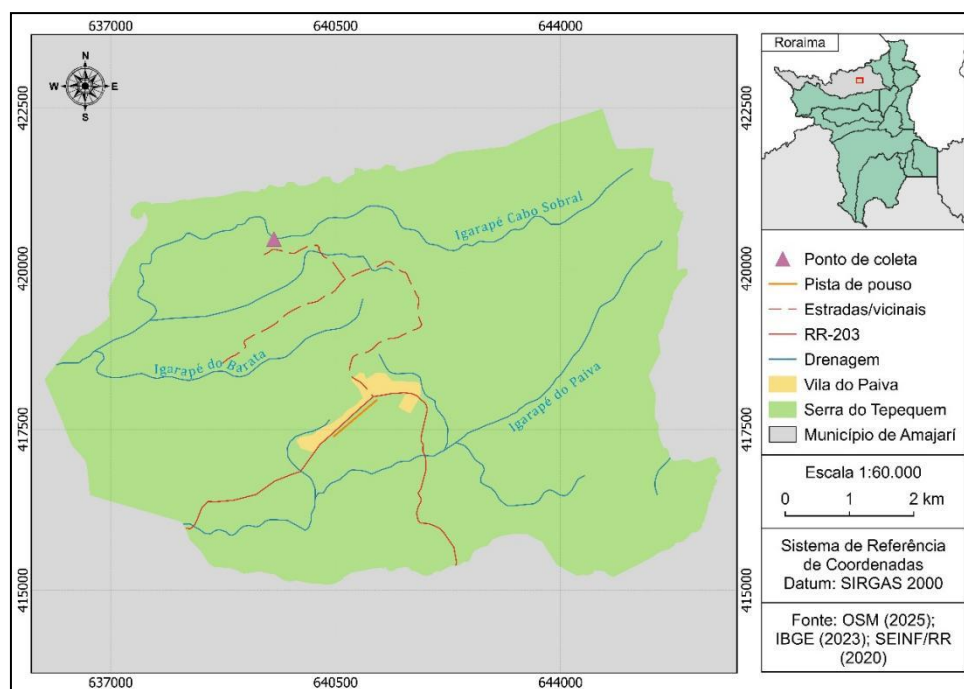 637000
640500
644000
N
W
E
S
422500
420000
417500
415000
Igarapé Cabo Sobral
Igarapé do Barata
Igarapé do Paiva
422500
420000
417500
415000
637000
640500
644000
Roraima
Ponto de coleta
Pista de pouso
Estradas/vicinais
RR-203
Drenagem
Vila do Paiva
Serra do Tepequem
Município de Amajarí
Escala 1:60.000
0 1 2 km
Sistema de Referência
de Coordenadas
Datum: SIRGAS 2000
Fonte: OSM (2025);
IBGE (2023); SEINF/RR
(2020)